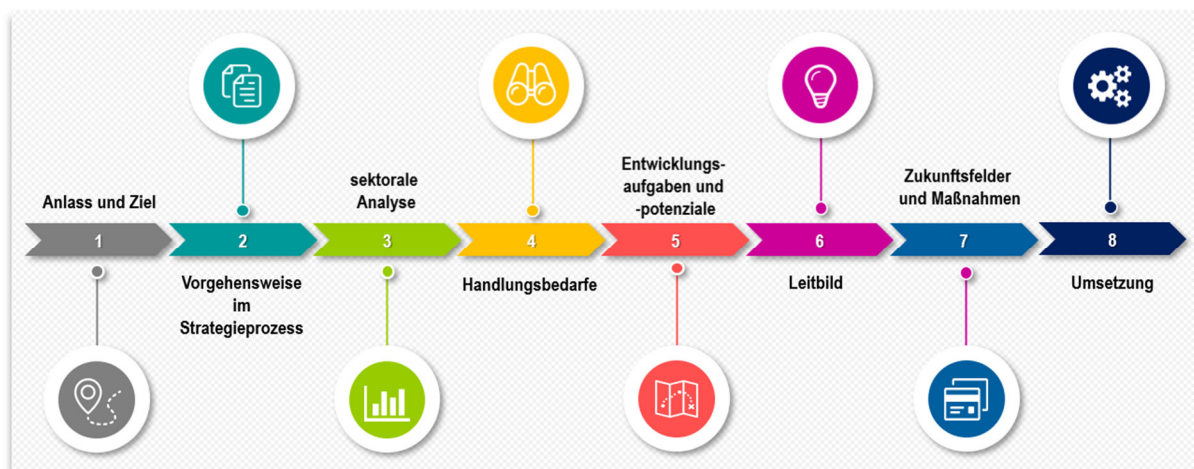 Anlass und Ziel
1
2
Vorgehensweise
im
Strategieprozess
sektorale
Analyse
3
4
Handlungsbedarfe
Entwicklungs-
aufgaben und
-potenziale
5
6
Leitbild
Zukunftsfelder
und Maßnahmen
7
8
Umsetzung